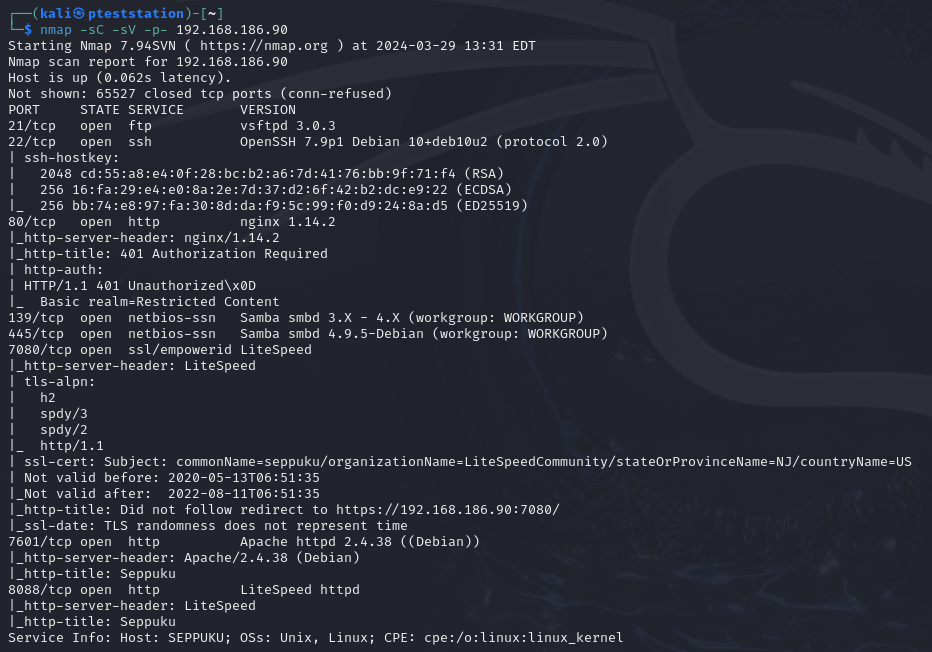 ┌──(kali㉿pteststation)-[~]
└─$ nmap -sC -sV -p- 192.168.186.90
Starting Nmap 7.94SVN ( https://nmap.org ) at 2024-03-29 13:31 EDT
Nmap scan report for 192.168.186.90
Host is up (0.062s latency).
Not shown: 65527 closed tcp ports (conn-refused)
PORT     STATE SERVICE       VERSION
21/tcp   open  ftp           vsftpd 3.0.3
22/tcp   open  ssh           OpenSSH 7.9p1 Debian 10+deb10u2 (protocol 2.0)
| ssh-hostkey:
|   2048 cd:55:a8:e4:0f:28:bc:b2:a6:7d:41:76:bb:9f:71:f4 (RSA)
|   256 16:fa:29:e4:e0:8a:2e:7d:37:d2:6f:42:b2:dc:e9:22 (ECDSA)
|_  256 bb:74:e8:97:fa:30:8d:da:f9:5c:99:f0:d9:24:8a:d5 (ED25519)
80/tcp   open  http          nginx 1.14.2
|_http-server-header: nginx/1.14.2
|_http-title: 401 Authorization Required
| http-auth:
| HTTP/1.1 401 Unauthorized\x0D
|_  Basic realm=Restricted Content
139/tcp  open  netbios-ssn   Samba smbd 3.X - 4.X (workgroup: WORKGROUP)
445/tcp  open  netbios-ssn   Samba smbd 4.9.5-Debian (workgroup: WORKGROUP)
7080/tcp open  ssl/empowerid LiteSpeed
|_http-server-header: LiteSpeed
| tls-alpn:
|   h2
|   spdy/3
|   spdy/2
|_  http/1.1
| ssl-cert: Subject: commonName=seppuku/organizationName=LiteSpeedCommunity/stateOrProvinceName=NJ/countryName=US
| Not valid before: 2020-05-13T06:51:35
|_Not valid after:  2022-08-11T06:51:35
|_http-title: Did not follow redirect to https://192.168.186.90:7080/
|_ssl-date: TLS randomness does not represent time
7601/tcp open  http          Apache httpd 2.4.38 ((Debian))
|_http-server-header: Apache/2.4.38 (Debian)
|_http-title: Seppuku
8088/tcp open  http          LiteSpeed httpd
|_http-server-header: LiteSpeed
|_http-title: Seppuku
Service Info: Host: SEPPUKU; OSs: Unix, Linux; CPE: cpe:/o:linux:linux_kernel